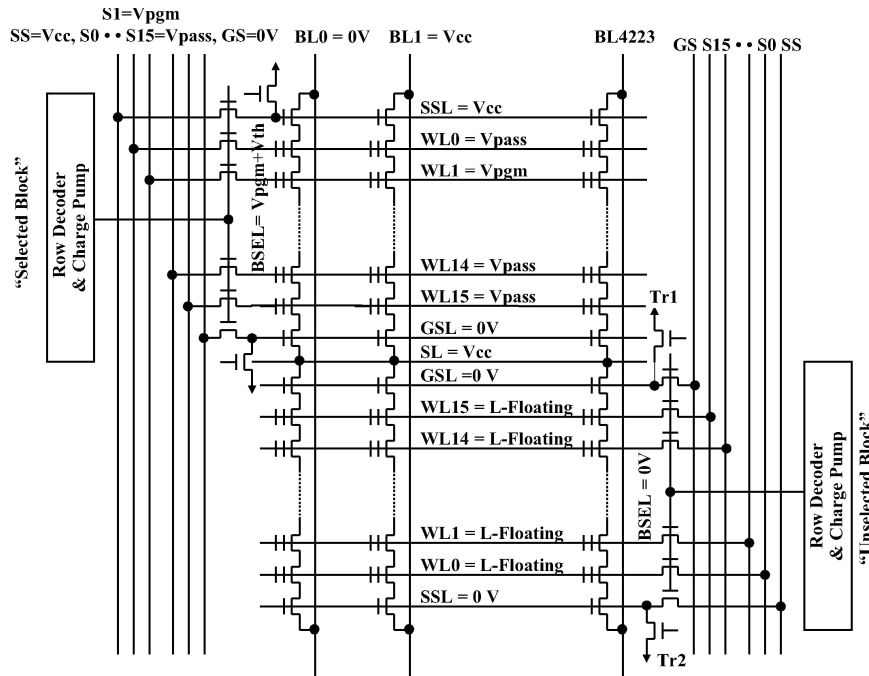 S1=Vpgm
SS=Vcc, S0 • • S15=Vpass, GS=0V
BL0 = 0V
BL1 = Vcc
BL4223
GS S15 • • S0 SS
SSL = Vcc
WL0 = Vpass
WL1 = Vpgm
BSEL= Vpgm+Vth
“Selected Block”
Row Decoder
& Charge Pump
WL14 = Vpass
WL15 = Vpass
GSL = 0V
SL = Vcc
Tr1
GSL =0 V
WL15 = L-Floating
WL14 = L-Floating
BSEL = 0V
Row Decoder
& Charge Pump
“Unselected Block”
WL1 = L-Floating
WL0 = L-Floating
SSL = 0 V
Tr2